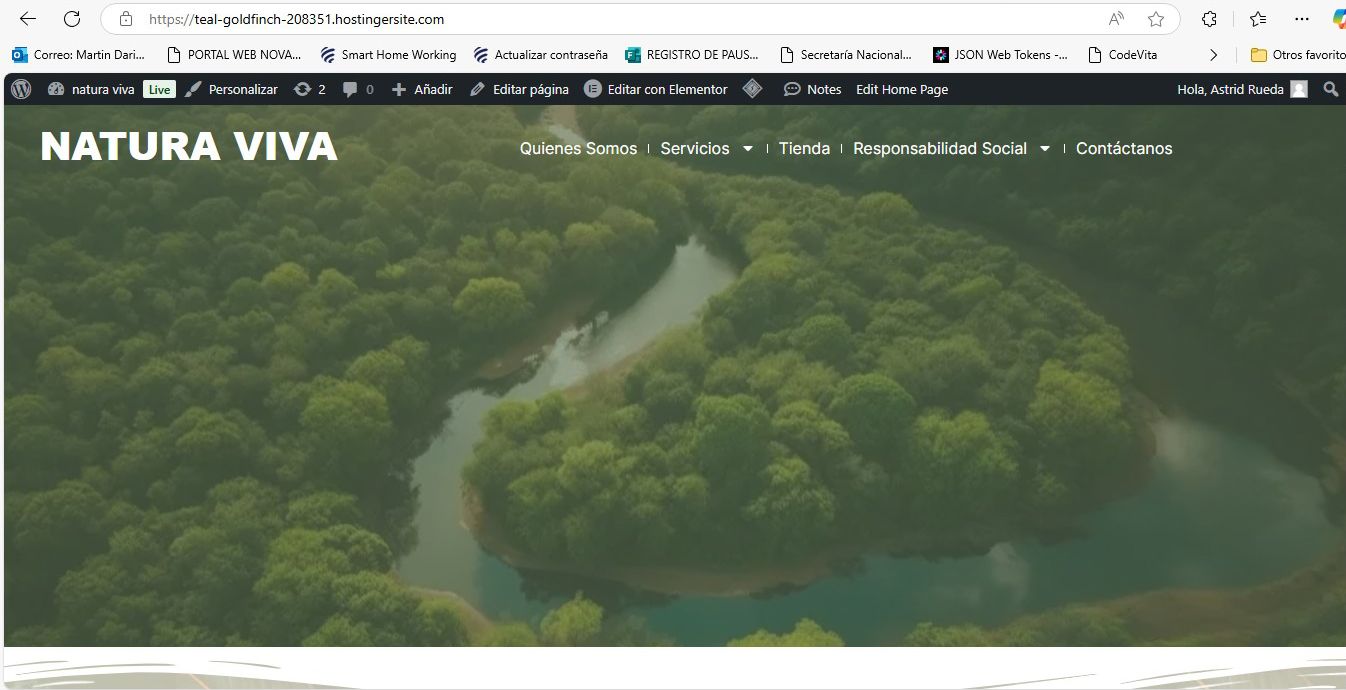 https://teal-goldfinch-208351.hostingersite.com
Correo: Martin Dari... PORTAL WEB NOVA... Smart Home Working Actualizar contraseña REGISTRO DE PAUS... Secretaría Nacional... JSON Web Tokens -... CodeVita Otros favorito
natura viva Live Personalizar 2 0 Añadir Editar página Editar con Elementor Notes Edit Home Page Hola, Astrid Rueda
NATURA VIVA Quienes Somos Servicios Tienda Responsabilidad Social Contáctanos